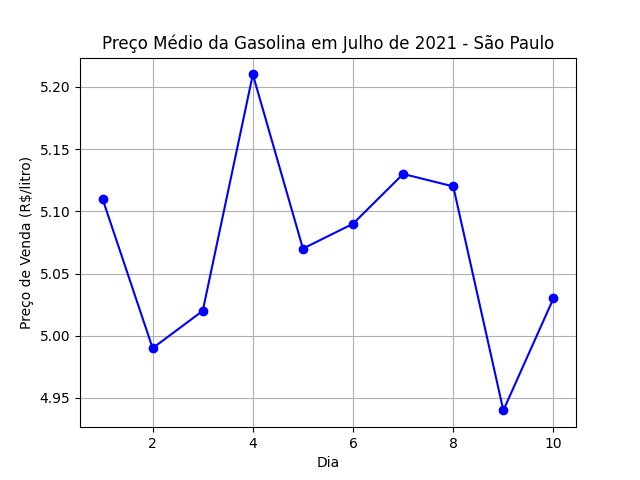 Preço Médio da Gasolina em Julho de 2021 - São Paulo
Preço de Venda (R$/litro)
5.20
5.15
5.10
5.05
5.00
4.95
2 4 6 8 10
Dia